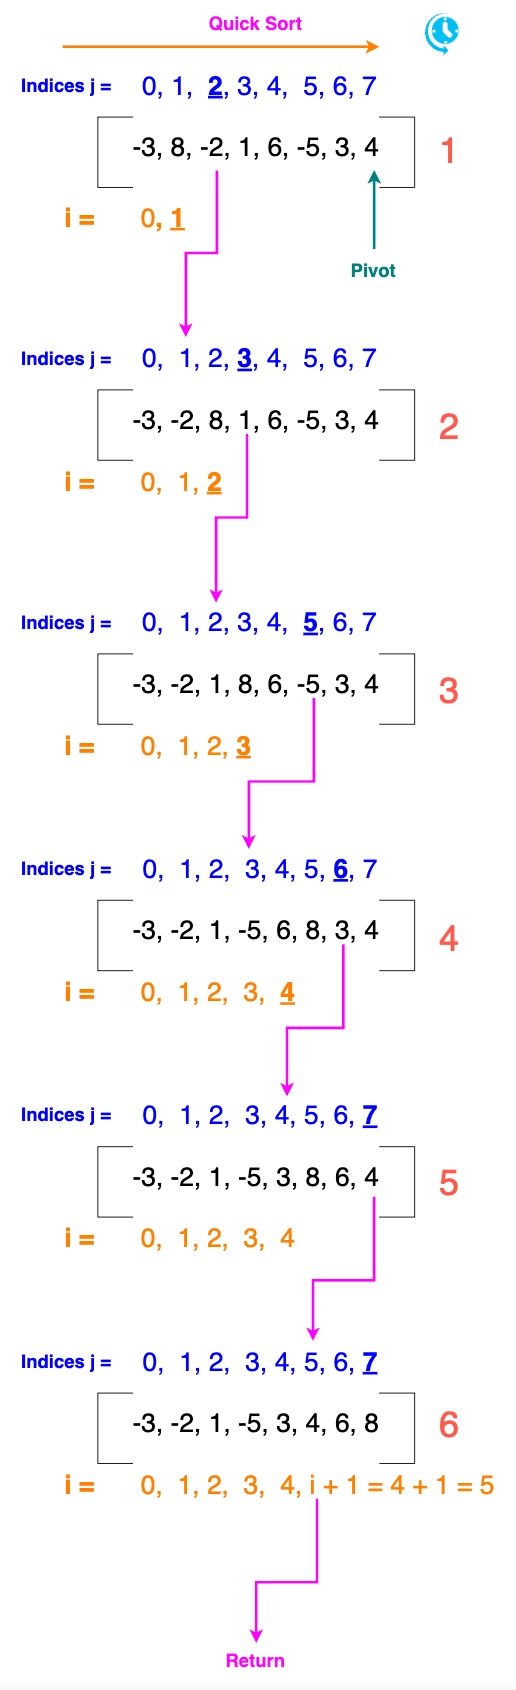 Quick Sort
Indices j = 0, 1, 2, 3, 4, 5, 6, 7
-3, 8, -2, 1, 6, -5, 3, 4 1
i = 0, 1
Pivot
Indices j = 0, 1, 2, 3, 4, 5, 6, 7
-3, -2, 8, 1, 6, -5, 3, 4 2
i = 0, 1, 2
Indices j = 0, 1, 2, 3, 4, 5, 6, 7
-3, -2, 1, 8, 6, -5, 3, 4 3
i = 0, 1, 2, 3
Indices j = 0, 1, 2, 3, 4, 5, 6, 7
-3, -2, 1, -5, 6, 8, 3, 4 4
i = 0, 1, 2, 3, 4
Indices j = 0, 1, 2, 3, 4, 5, 6, 7
-3, -2, 1, -5, 3, 8, 6, 4 5
i = 0, 1, 2, 3, 4
Indices j = 0, 1, 2, 3, 4, 5, 6, 7
-3, -2, 1, -5, 3, 4, 6, 8 6
i = 0, 1, 2, 3, 4, i + 1 = 4 + 1 = 5
Return